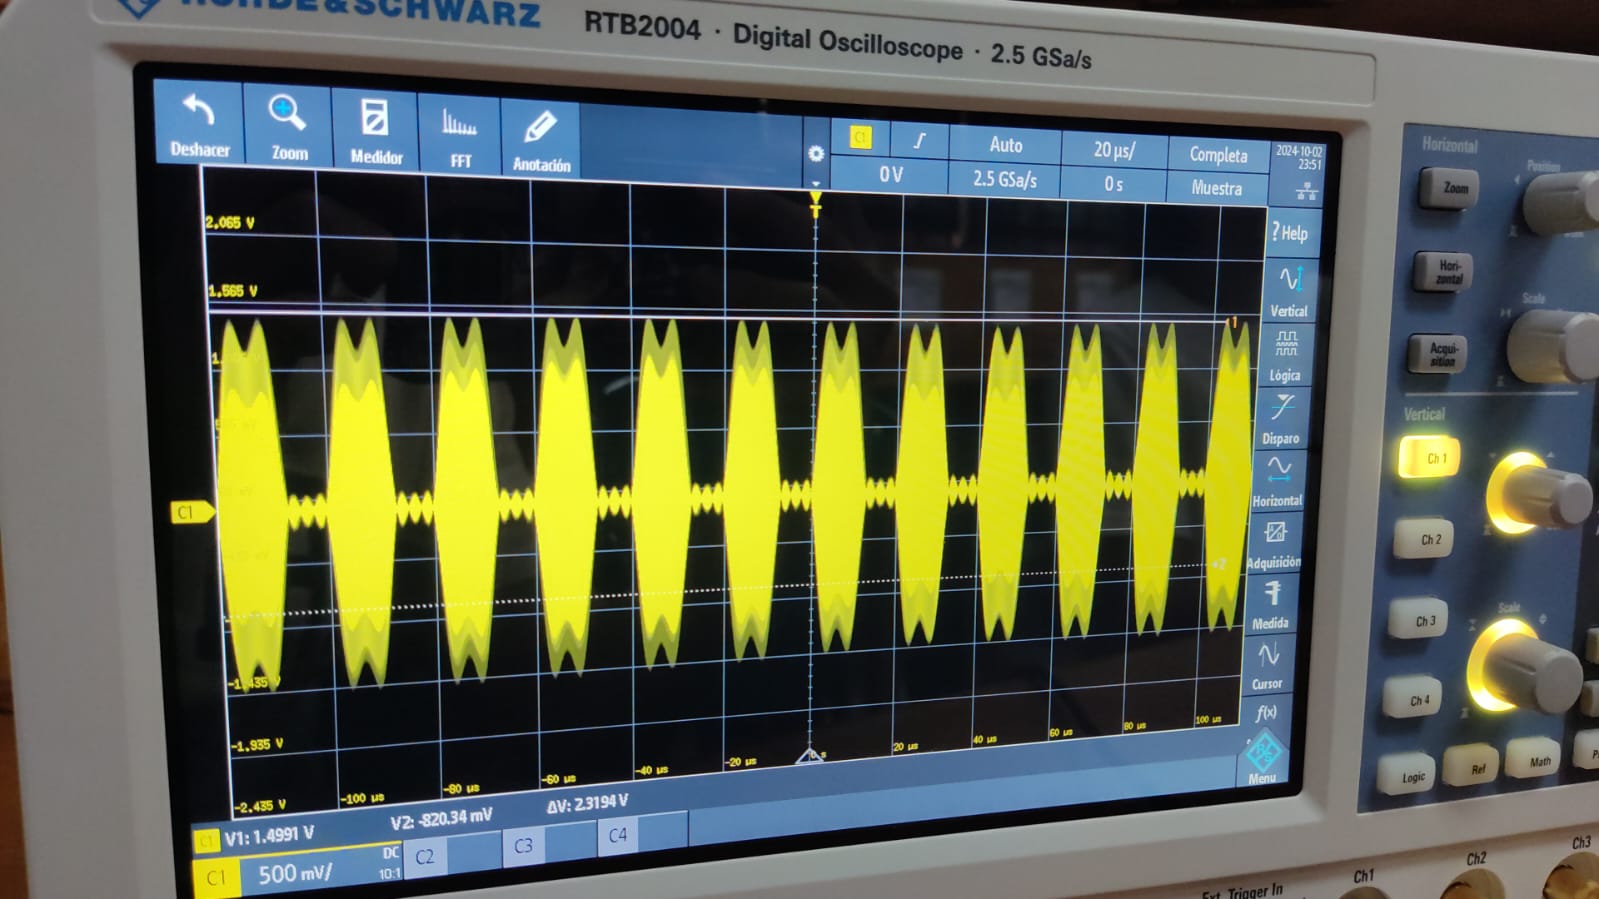 ROHDE&SCHWARZ
RTB2004 · Digital Oscilloscope · 2.5 GSa/s
Deshacer
Zoom
Medidor
FFT
Anotación
C1
Auto
20 µs/
Completa
0 V
2.5 GSa/s
0 s
Muestra
2024-10-02
23:51
T
2,065 V
1,565 V
1
2
C1
-1,435 V
-1,935 V
-2,435 V
-100 µs
-80 µs
-60 µs
-40 µs
-20 µs
20 µs
40 µs
60 µs
80 µs
100 µs
? Help
Vertical
Lógica
Disparo
Horizontal
Adquisición
Medida
Cursor
f(x)
Menu
C1
V1: 1.4991 V
V2: -820.34 mV
ΔV: 2.3194 V
C1
500 mV/
DC
10:1
C2
C3
C4
Horizontal
Position
Zoom
Hori-
zontal
Scale
Acqui-
sition
Vertical
Ch 1
Ch 2
Ch 3
Scale
Ch 4
Logic
Ref
Math
Ext. Trigger In
Ch1
Ch2
Ch3